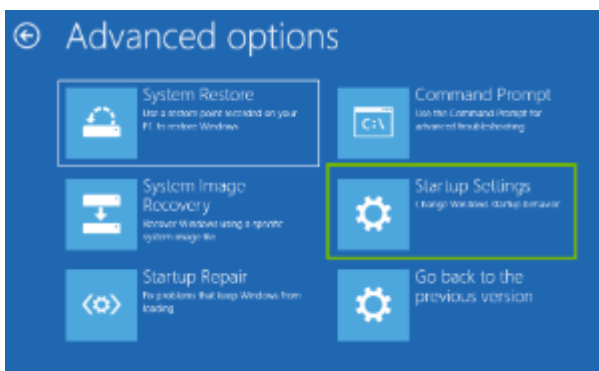 Advanced options
System Restore
Use a restore point recorded on your
PC to restore Windows
Command Prompt
Use the Command Prompt for
advanced troubleshooting
C:\
System Image
Recovery
Recover Windows using a specific
system image file
Startup Settings
Change Windows startup behavior
Startup Repair
Fix problems that keep Windows from
loading
Go back to the
previous version